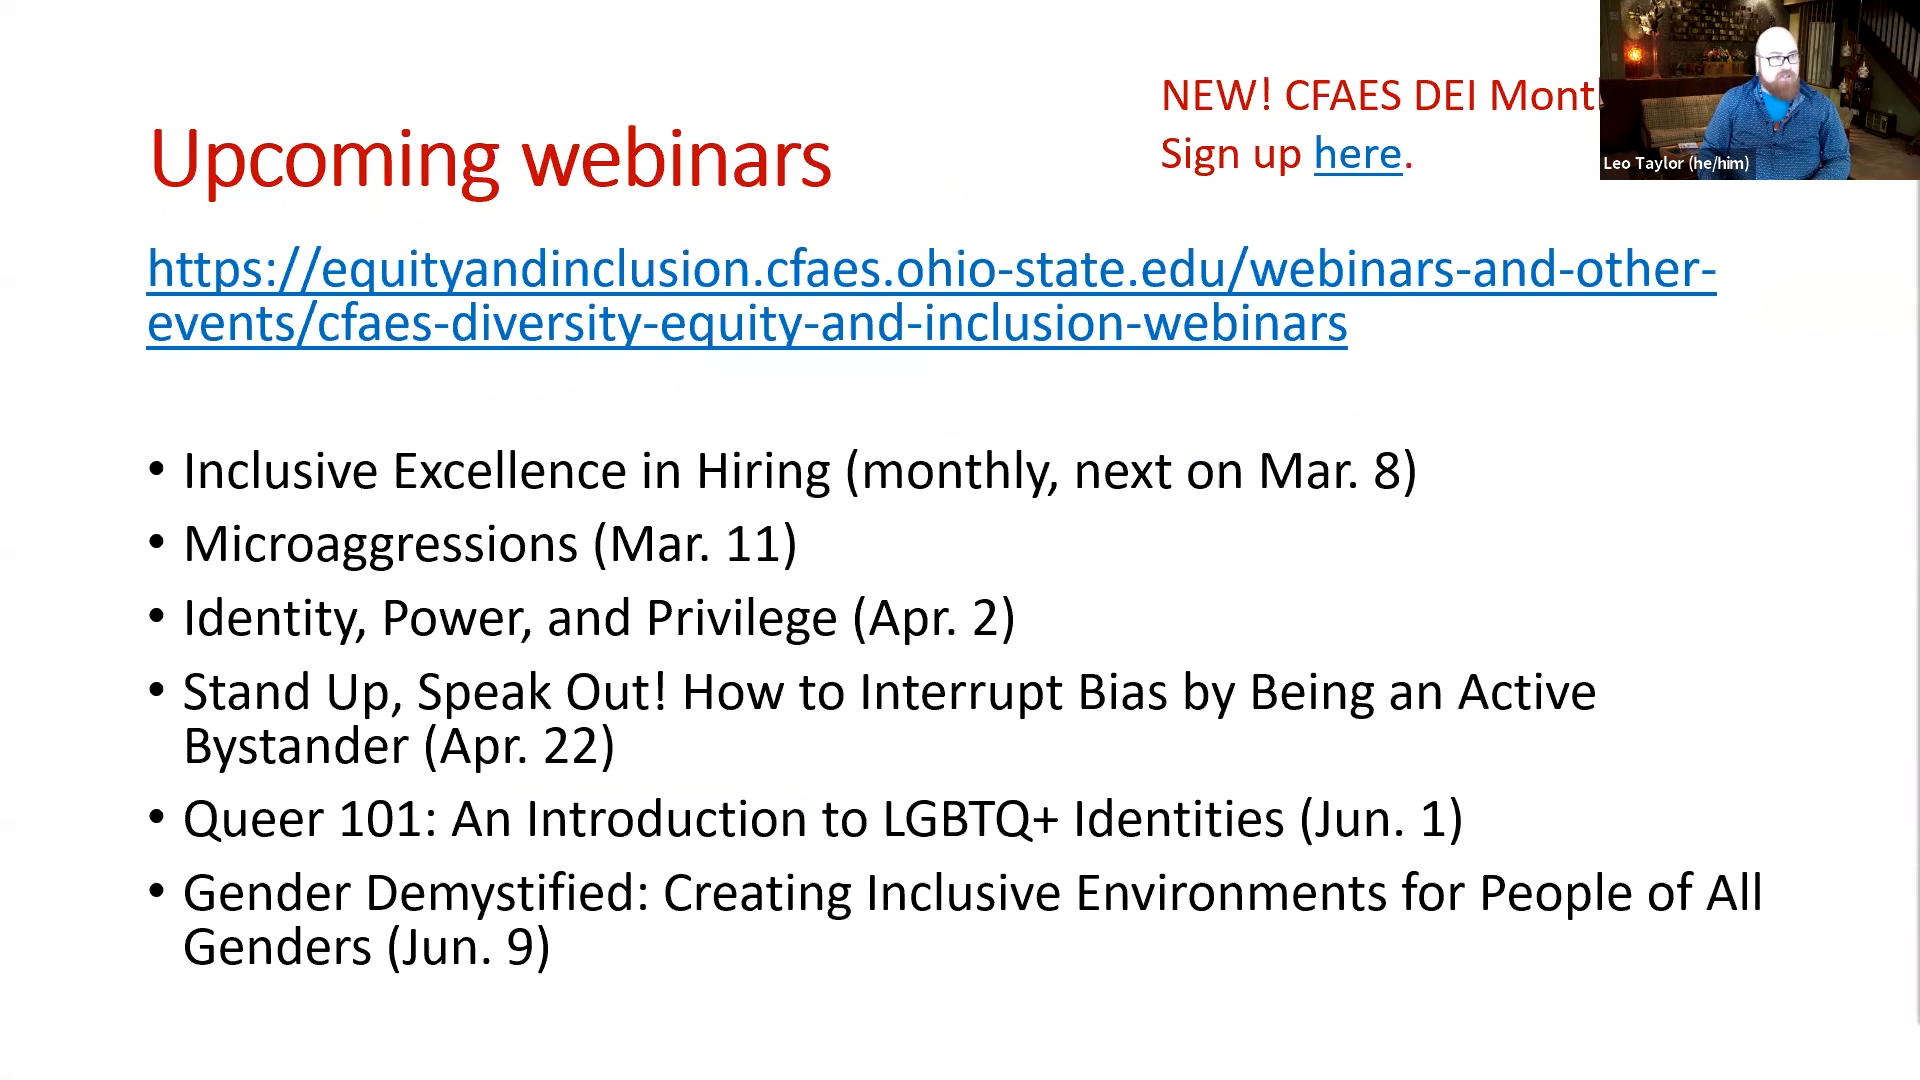 NEW! CFAES DEI Mont
Sign up here.
Upcoming webinars
Leo Taylor (he/him)
https://equityandinclusion.cfaes.ohio-state.edu/webinars-and-other-
events/cfaes-diversity-equity-and-inclusion-webinars
• Inclusive Excellence in Hiring (monthly, next on Mar. 8)
• Microaggressions (Mar. 11)
• Identity, Power, and Privilege (Apr. 2)
• Stand Up, Speak Out! How to Interrupt Bias by Being an Active
Bystander (Apr. 22)
• Queer 101: An Introduction to LGBTQ+ Identities (Jun. 1)
• Gender Demystified: Creating Inclusive Environments for People of All
Genders (Jun. 9)